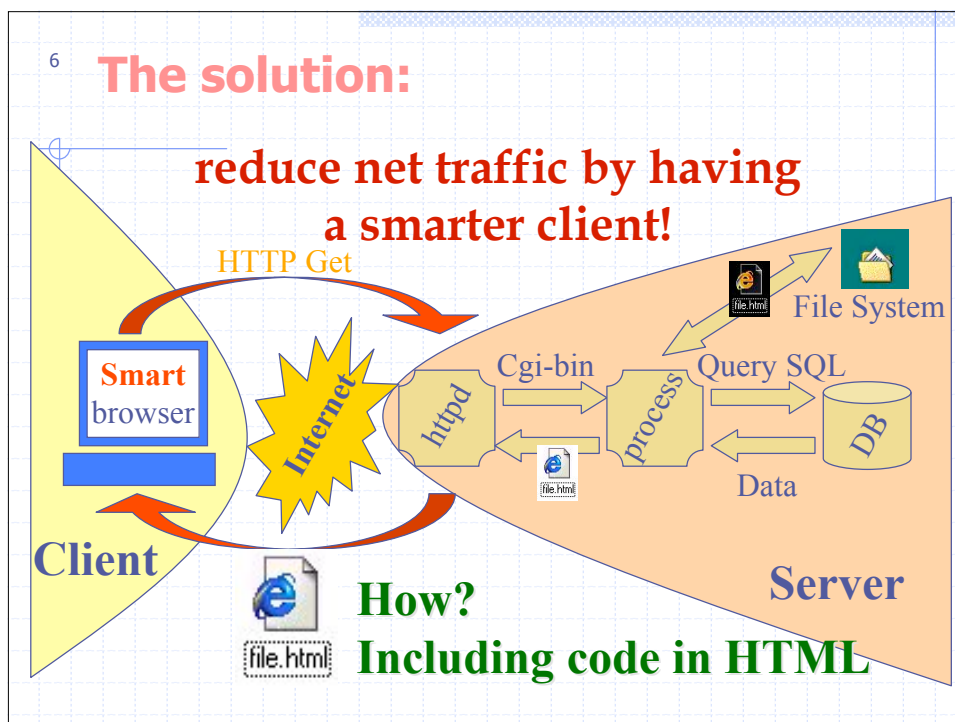 6
The solution:
reduce net traffic by having
a smarter client!
HTTP Get
file.html
File System
Smart
browser
Internet
httpd
Cgi-bin
process
Query SQL
DB
file.html
Data
Client
Server
file.html
How?
Including code in HTML